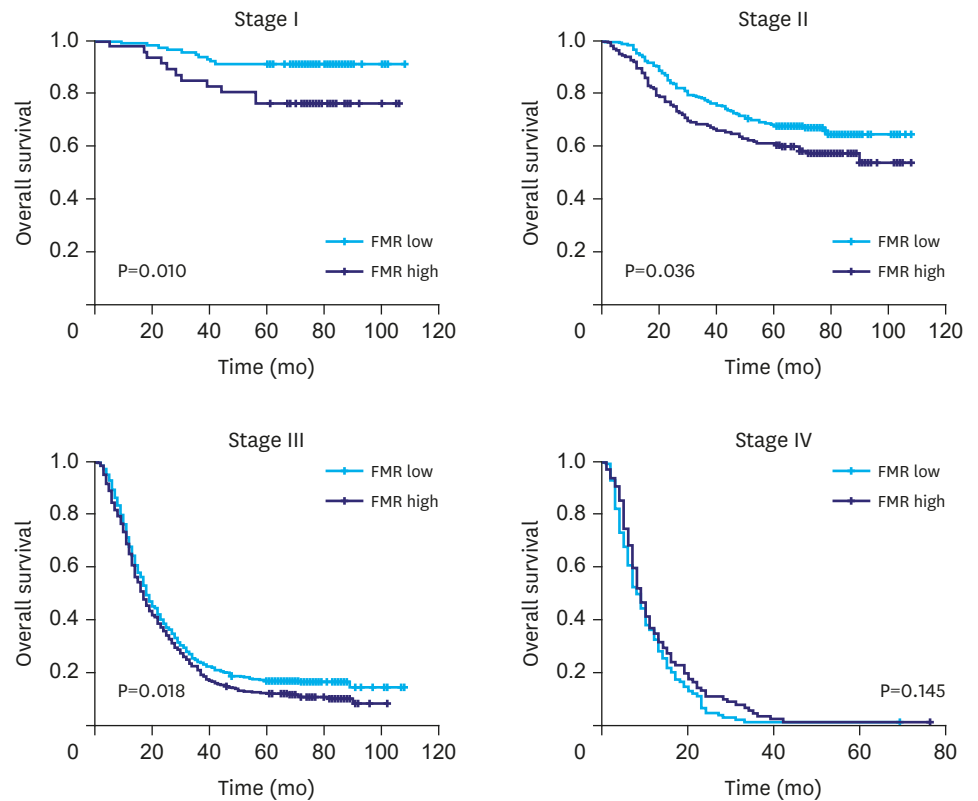 Stage I
1.0
0.8
0.6
0.4
0.2
0
20
40
60
80
100
120
Overall survival
Time (mo)
FMR low
FMR high
P=0.010
Stage II
1.0
0.8
0.6
0.4
0.2
0
20
40
60
80
100
120
Overall survival
Time (mo)
FMR low
FMR high
P=0.036
Stage III
1.0
0.8
0.6
0.4
0.2
0
20
40
60
80
100
120
Overall survival
Time (mo)
FMR low
FMR high
P=0.018
Stage IV
1.0
0.8
0.6
0.4
0.2
0
20
40
60
80
Overall survival
Time (mo)
FMR low
FMR high
P=0.145